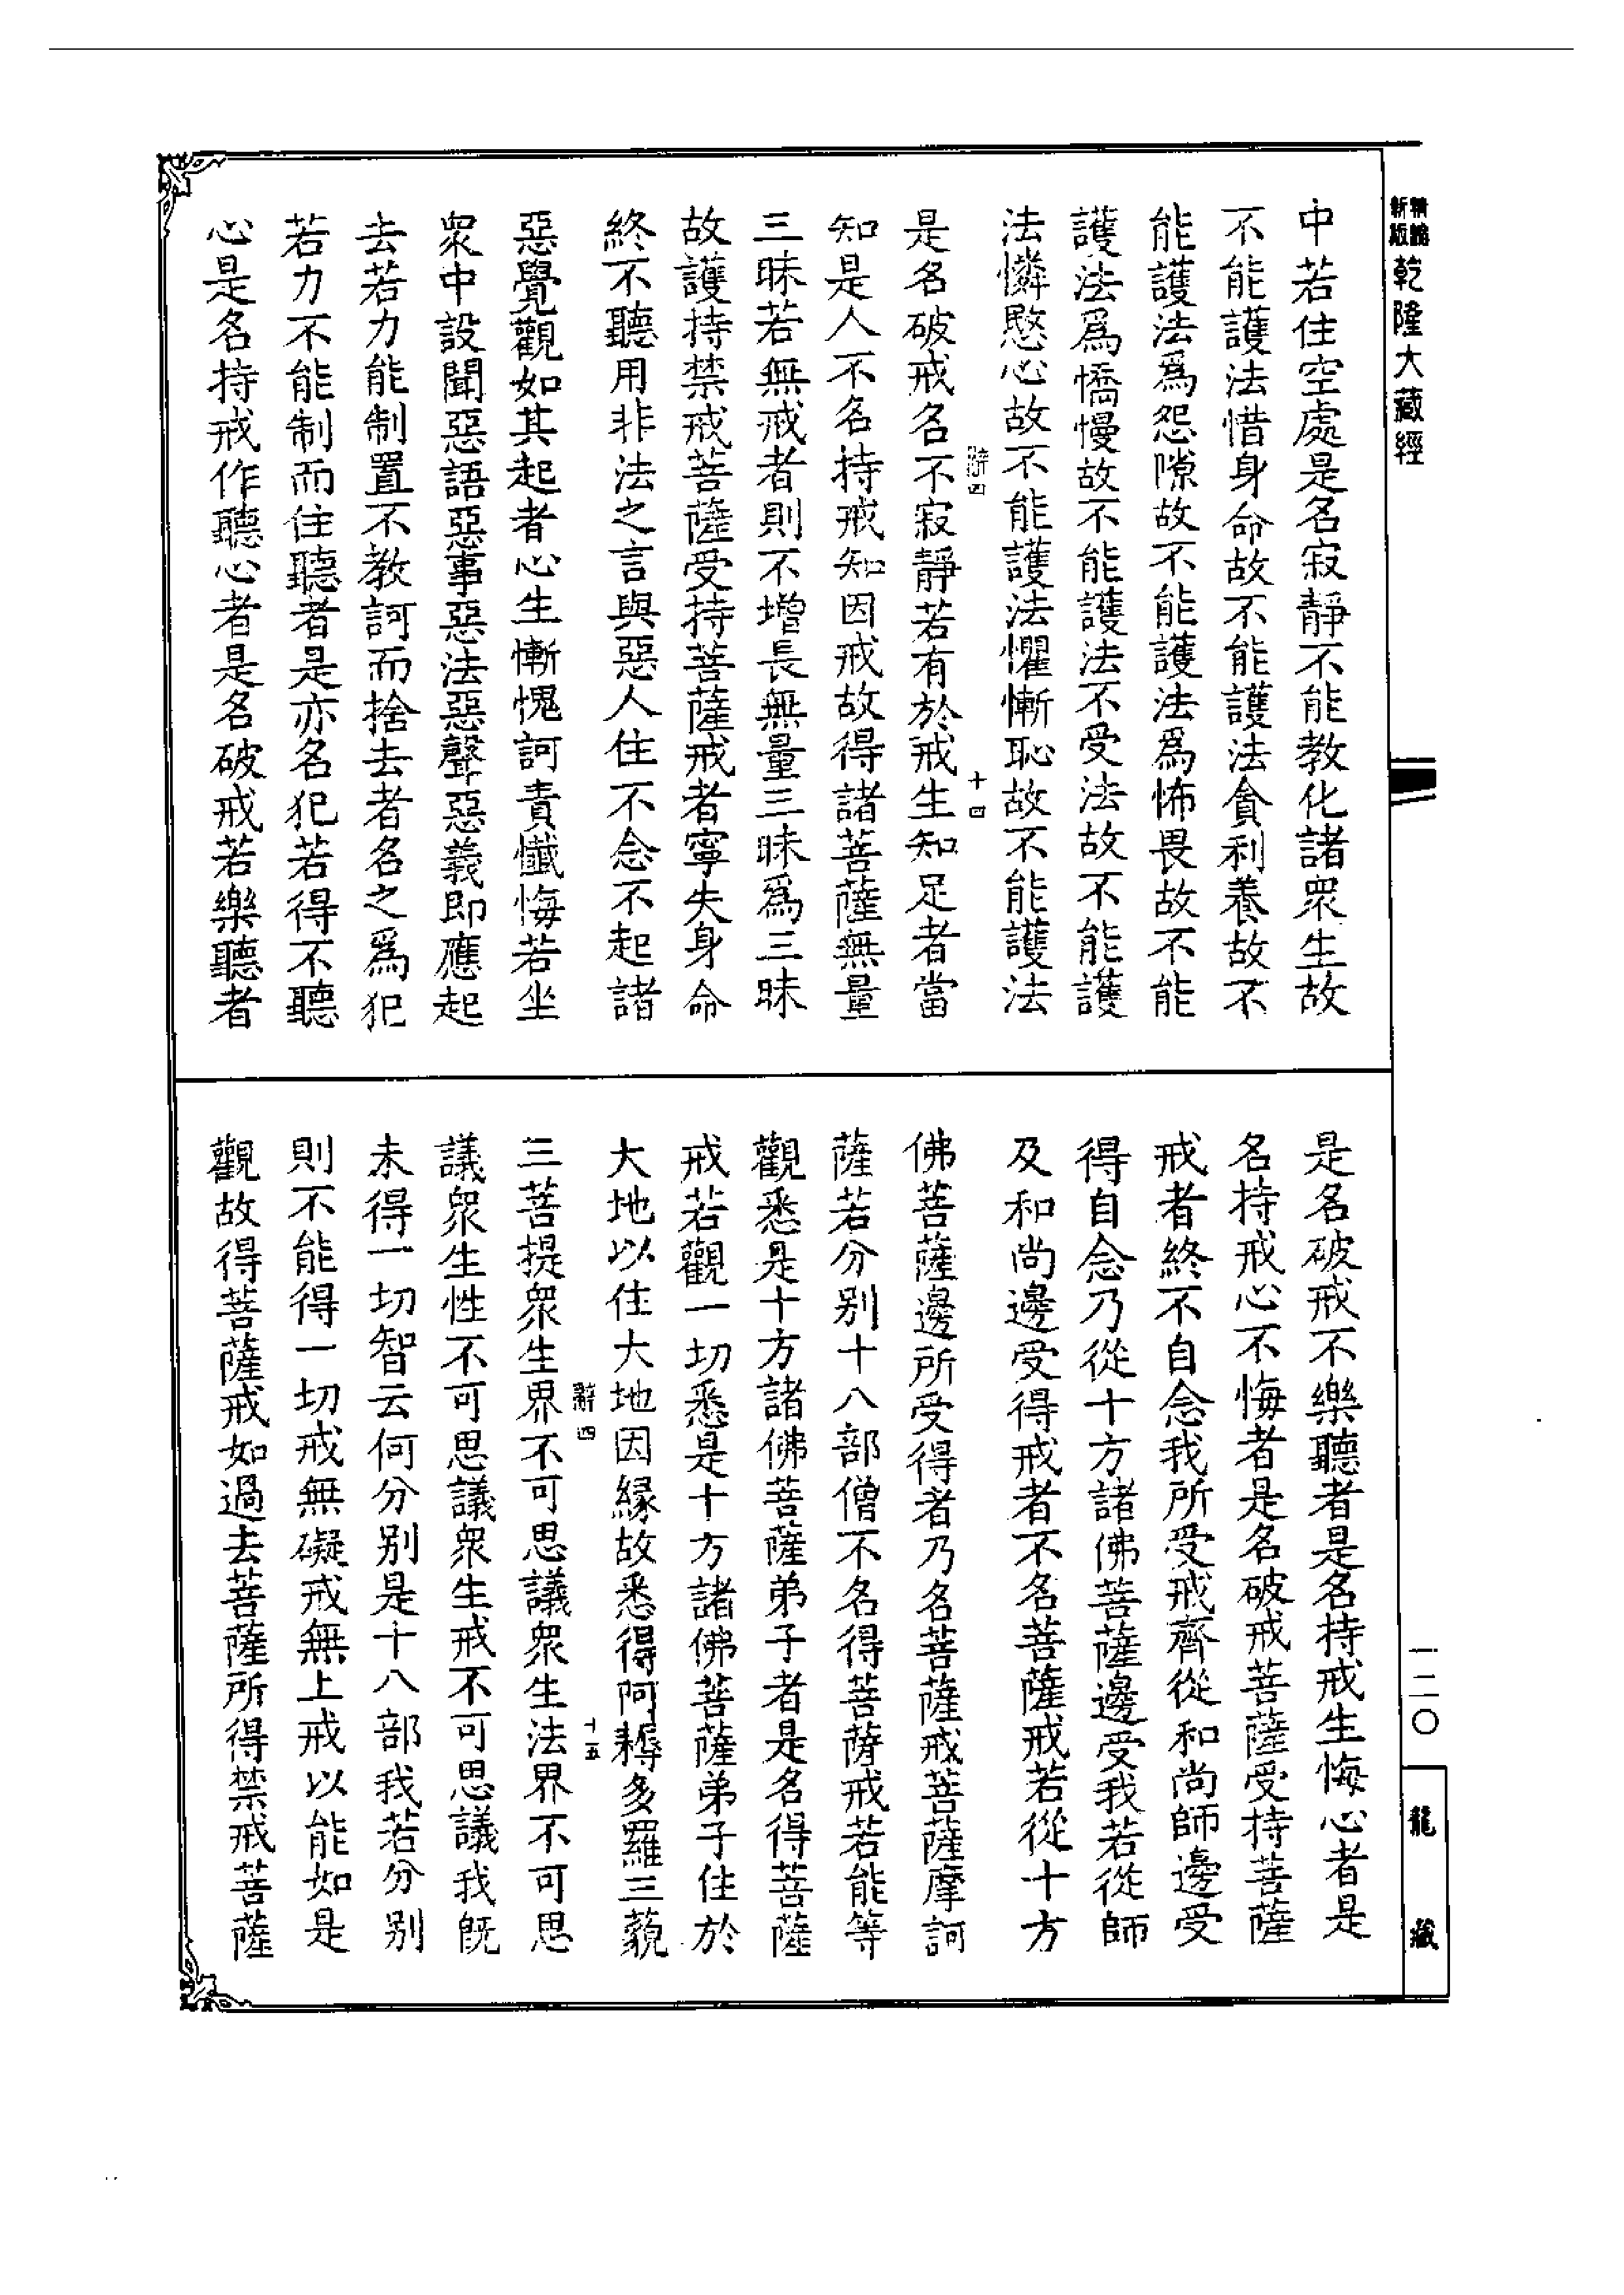 新版
精編
乾隆大藏經
中若住空處是名寂靜不能教化諸眾生故
不能護法惜身命故不能護法貪利養故不
能護法爲怨隙故不能護法爲怖畏故不能
護法爲憍慢故不能護法不受法故不能護
法憐愍心故不能護法懼慚恥故不能護法
辭四
十四
是名破戒名不寂靜若有於戒生知足者當
知是人不名持戒知因戒故得諸菩薩無量
三昧若無戒者則不增長無量三昧爲三昧
故護持禁戒菩薩受持菩薩戒者寧失身命
終不聽用非法之言與惡人住不念不起諸
惡覺觀如其起者心生慚愧訶責懺悔若坐
眾中設聞惡語惡事惡法惡聲惡義即應起
去若力能制置不教訶而捨去者名之爲犯
若力不能制而住聽者是亦名犯若得不聽
心是名持戒作聽心者是名破戒若樂聽者
是名破戒不樂聽者是名持戒生悔心者是
名持戒心不悔者是名破戒菩薩受持菩薩
戒者終不自念我所受戒齊從和尚師邊受
得自念乃從十方諸佛菩薩邊受我若從師
及和尚邊受得戒者不名菩薩戒若從十方
佛菩薩邊所受得者乃名菩薩戒菩薩摩訶
薩若分別十八部僧不名得菩薩戒若能等
觀悉是十方諸佛菩薩弟子者是名得菩薩
戒若觀一切悉是十方諸佛菩薩弟子住於
大地以住大地因緣故悉得阿耨多羅三藐
辭四
十五
三菩提眾生界不可思議眾生法界不可思
議眾生性不可思議眾生戒不可思議我既
未得一切智云何分別是十八部我若分別
則不能得一切戒無礙戒無上戒以能如是
觀故得菩薩戒如過去菩薩所得禁戒菩薩
一二〇
龍藏